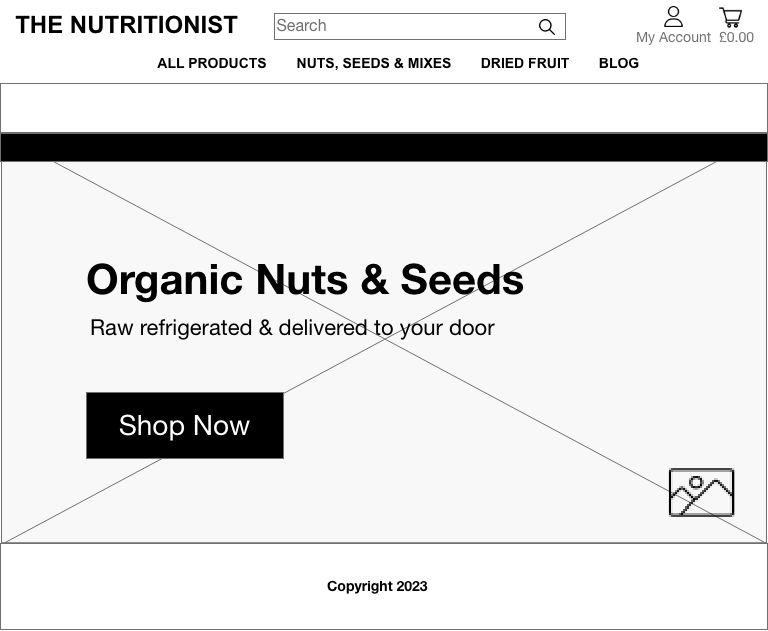 THE NUTRITIONIST
Search
My Account £0.00
ALL PRODUCTS NUTS, SEEDS & MIXES DRIED FRUIT BLOG
Organic Nuts & Seeds
Raw refrigerated & delivered to your door
Shop Now
Copyright 2023